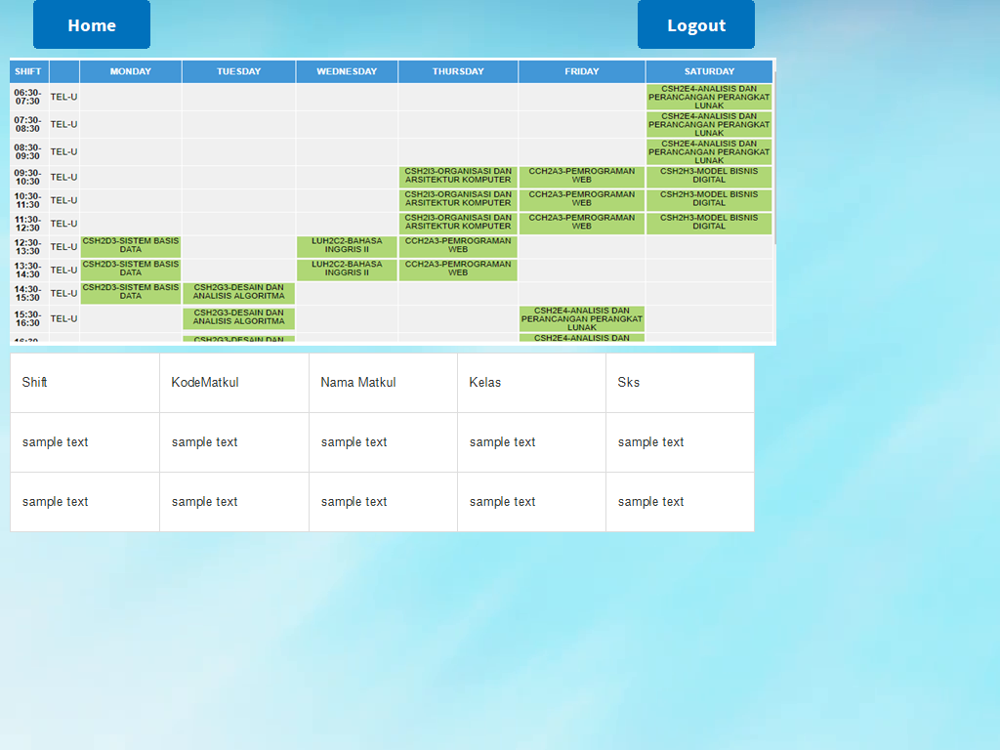 Home Logout
SHIFT MONDAY TUESDAY WEDNESDAY THURSDAY FRIDAY SATURDAY
06:30-07:30 TEL-U CSH2E4-ANALISIS DAN PERANCANGAN PERANGKAT LUNAK
07:30-08:30 TEL-U CSH2E4-ANALISIS DAN PERANCANGAN PERANGKAT LUNAK
08:30-09:30 TEL-U CSH2E4-ANALISIS DAN PERANCANGAN PERANGKAT LUNAK
09:30-10:30 TEL-U CSH2I3-ORGANISASI DAN ARSITEKTUR KOMPUTER CCH2A3-PEMROGRAMAN WEB CSH2H3-MODEL BISNIS DIGITAL
10:30-11:30 TEL-U CSH2I3-ORGANISASI DAN ARSITEKTUR KOMPUTER CCH2A3-PEMROGRAMAN WEB CSH2H3-MODEL BISNIS DIGITAL
11:30-12:30 TEL-U CSH2I3-ORGANISASI DAN ARSITEKTUR KOMPUTER CCH2A3-PEMROGRAMAN WEB CSH2H3-MODEL BISNIS DIGITAL
12:30-13:30 TEL-U CSH2D3-SISTEM BASIS DATA LUH2C2-BAHASA INGGRIS II CCH2A3-PEMROGRAMAN WEB
13:30-14:30 TEL-U CSH2D3-SISTEM BASIS DATA LUH2C2-BAHASA INGGRIS II CCH2A3-PEMROGRAMAN WEB
14:30-15:30 TEL-U CSH2D3-SISTEM BASIS DATA CSH2G3-DESAIN DAN ANALISIS ALGORITMA
15:30-16:30 TEL-U CSH2G3-DESAIN DAN ANALISIS ALGORITMA CSH2E4-ANALISIS DAN PERANCANGAN PERANGKAT LUNAK
16:30- CSH2G3-DESAIN DAN CSH2E4-ANALISIS DAN
Shift KodeMatkul Nama Matkul Kelas Sks
sample text sample text sample text sample text sample text
sample text sample text sample text sample text sample text